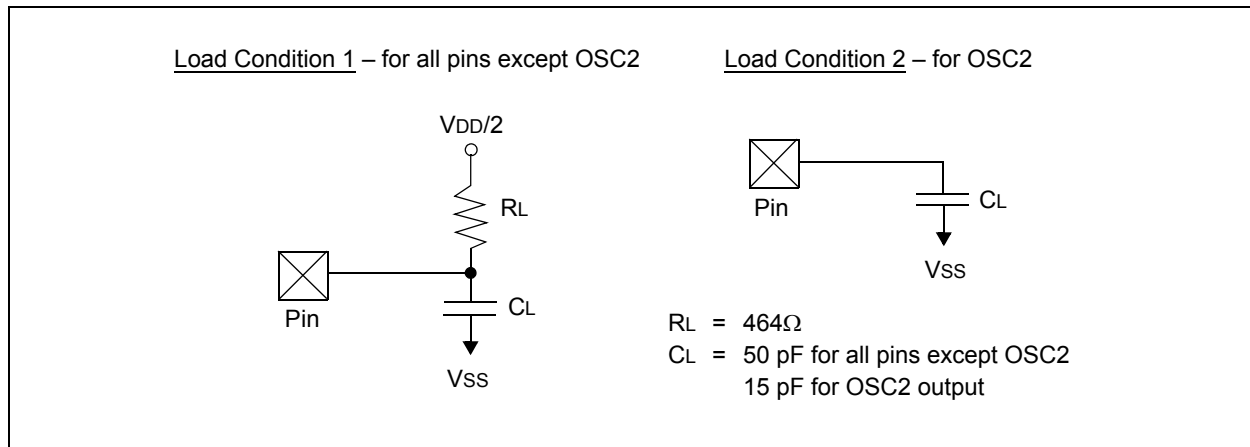 Load Condition 1 – for all pins except OSC2
VDD/2
RL
Pin
CL
VSS
Load Condition 2 – for OSC2
Pin
CL
VSS
RL = 464Ω
CL = 50 pF for all pins except OSC2
15 pF for OSC2 output